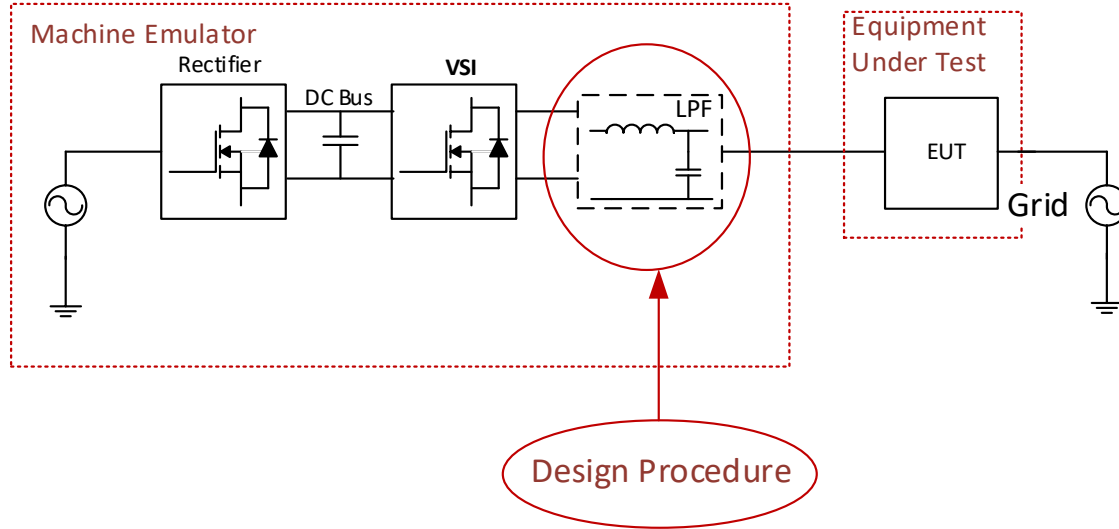 Machine Emulator
Rectifier
DC Bus
VSI
LPF
Equipment
Under Test
EUT
Grid
Design Procedure